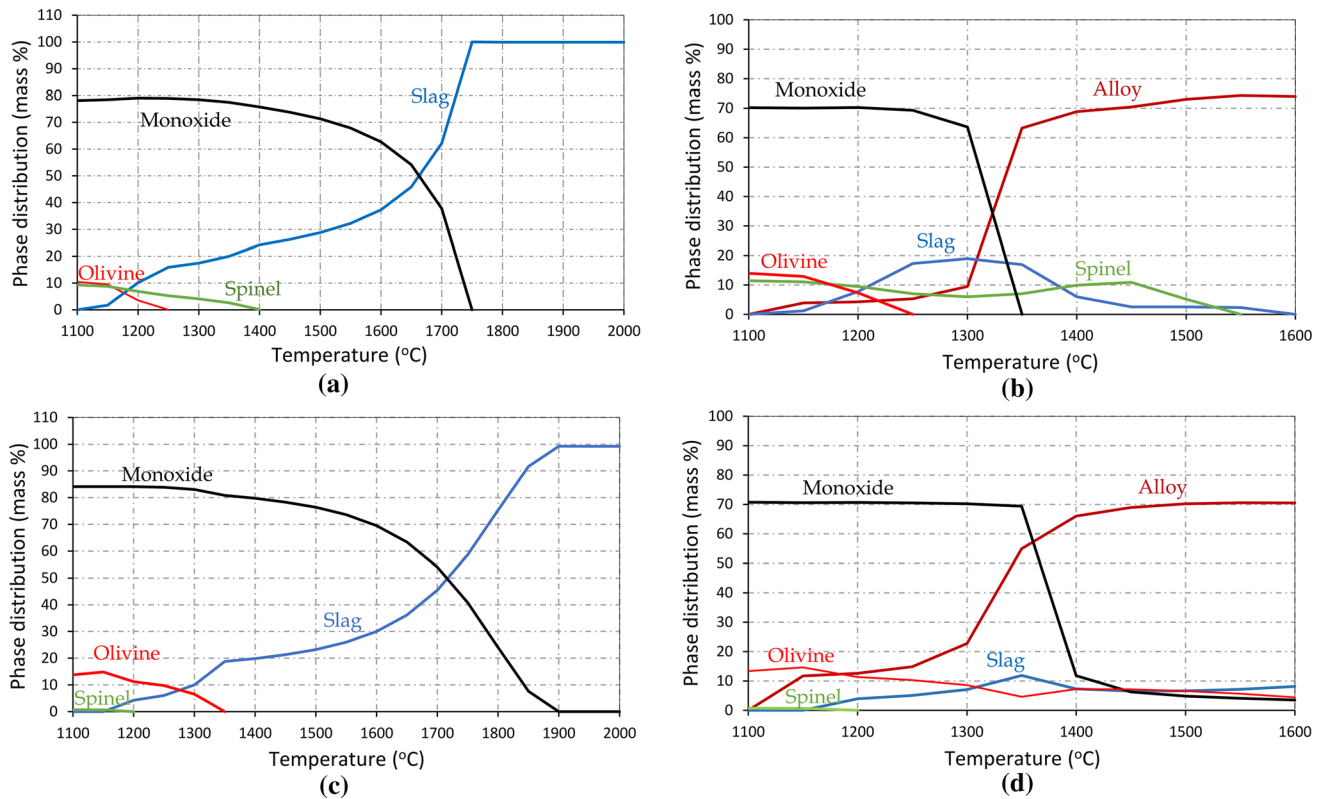 Phase distribution (mass %)
110
100
90
80
70
60
50
40
30
20
10
0
Slag
Monoxide
Olivine
Spinel
1100 1200 1300 1400 1500 1600 1700 1800 1900 2000
Temperature (°C)
(a)
Phase distribution (mass %)
100
90
80
70
60
50
40
30
20
10
0
Monoxide
Alloy
Slag
Olivine
Spinel
1100 1200 1300 1400 1500 1600
Temperature (°C)
(b)
Phase distribution (mass %)
110
100
90
80
70
60
50
40
30
20
10
0
Monoxide
Slag
Olivine
Spinel
1100 1200 1300 1400 1500 1600 1700 1800 1900 2000
Temperature (°C)
(c)
Phase distribution (mass %)
100
90
80
70
60
50
40
30
20
10
0
Monoxide
Alloy
Olivine
Slag
Spinel
1100 1200 1300 1400 1500 1600
Temperature (°C)
(d)